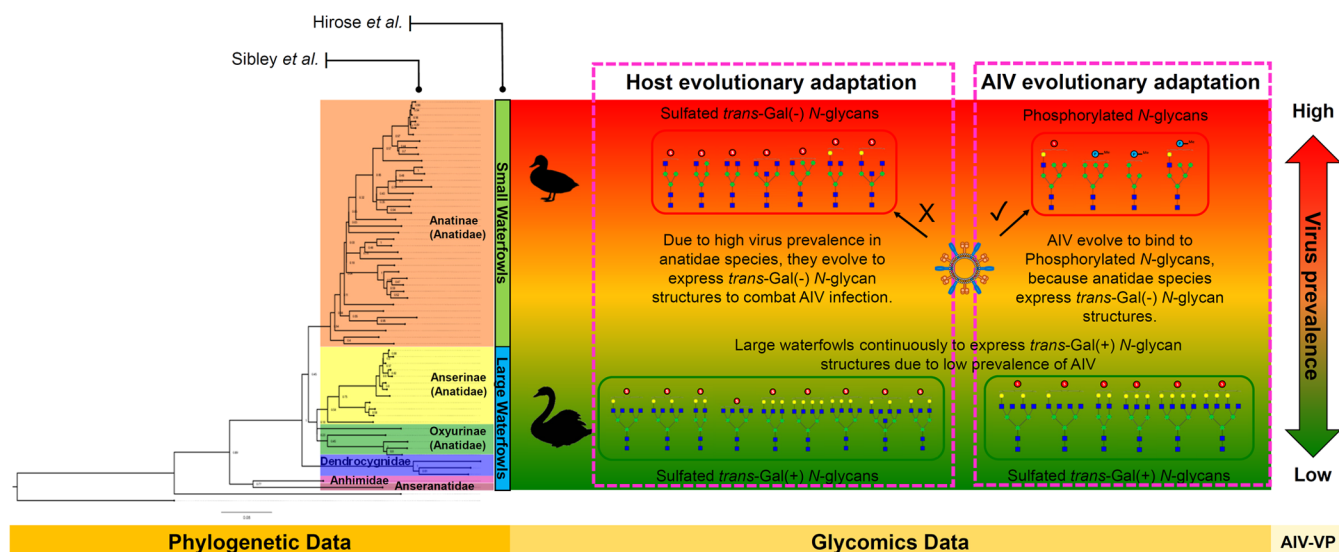 Hirose et al.
Sibley et al.
Host evolutionary adaptation
AIV evolutionary adaptation
High
Sulfated trans-Gal(-) N-glycans
Phosphorylated N-glycans
Small Waterfowls
Anatinae
(Anatidae)
X
✓
Due to high virus prevalence in
anatidae species, they evolve to
express trans-Gal(-) N-glycan
structures to combat AIV infection.
AIV evolve to bind to
Phosphorylated N-glycans,
because anatidae species
express trans-Gal(-) N-glycan
structures.
Virus prevalence
Large waterfowls continuously to express trans-Gal(+) N-glycan
structures due to low prevalence of AIV
Large Waterfowls
Anserinae
(Anatidae)
Oxyurinae
(Anatidae)
Dendrocygnidae
Anhimidae
Anseranatidae
Sulfated trans-Gal(+) N-glycans
Sulfated trans-Gal(+) N-glycans
Low
Phylogenetic Data
Glycomics Data
AIV-VP